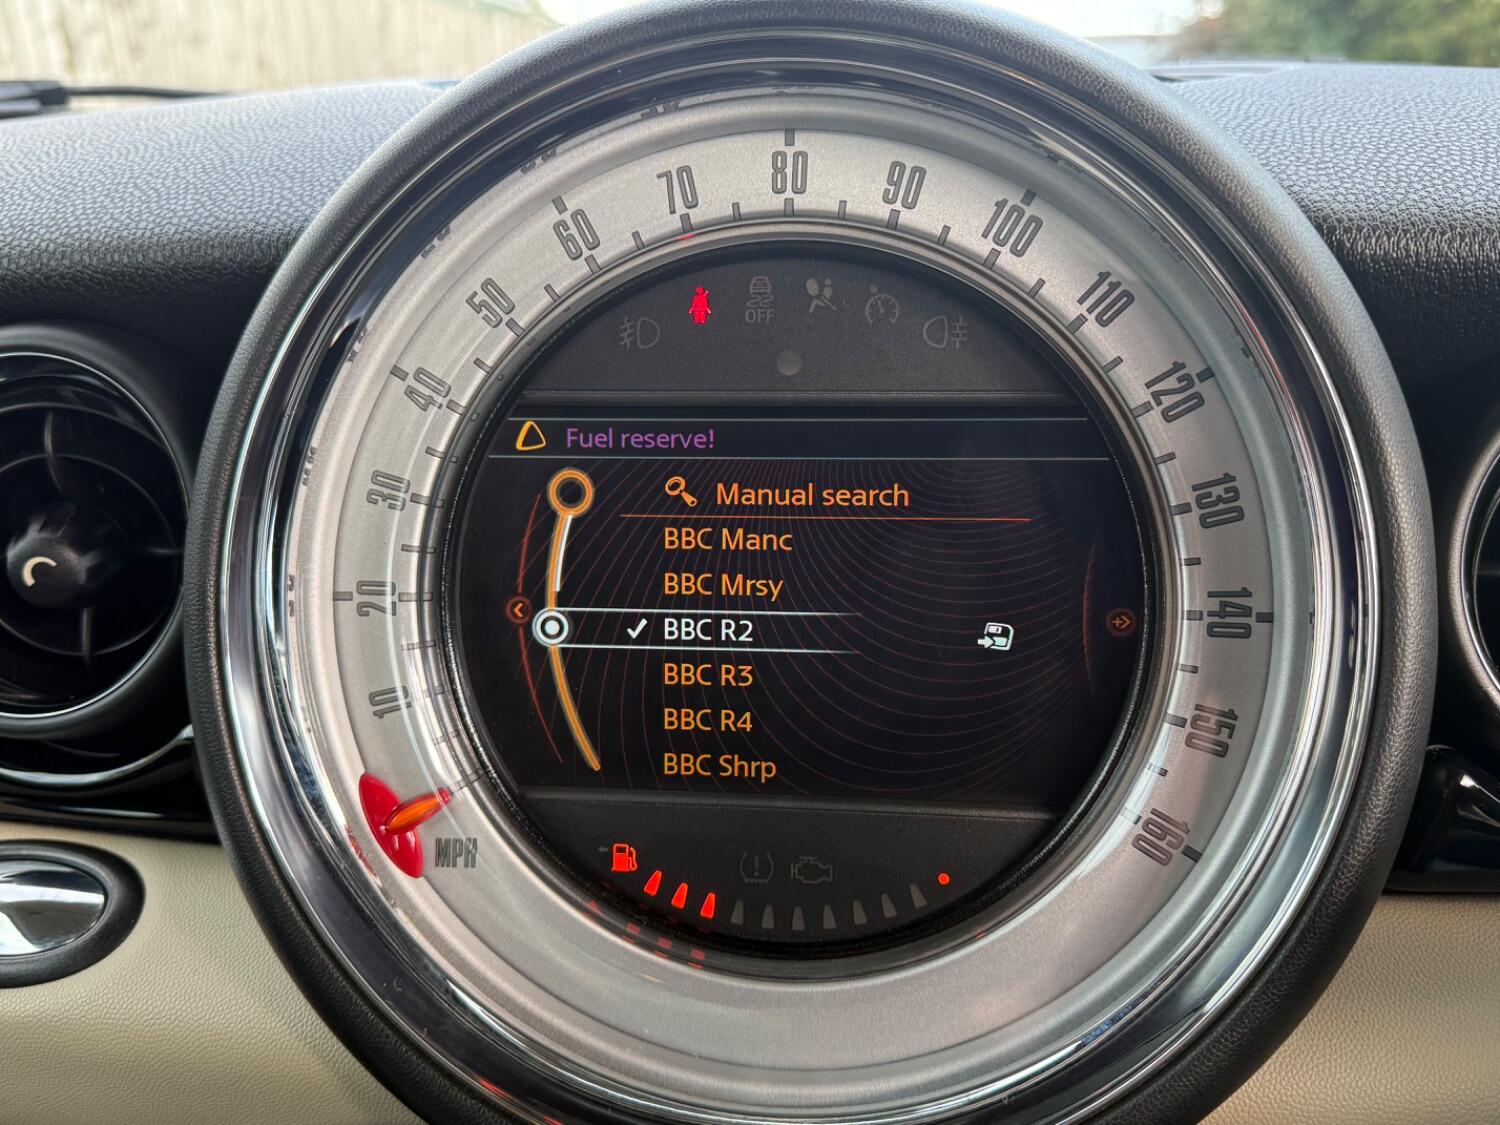 10
20
30
40
50
60
70
80
90
100
110
120
130
140
150
160
MPH
OFF
Fuel reserve!
Manual search
BBC Manc
BBC Mrsy
BBC R2
BBC R3
BBC R4
BBC Shrp